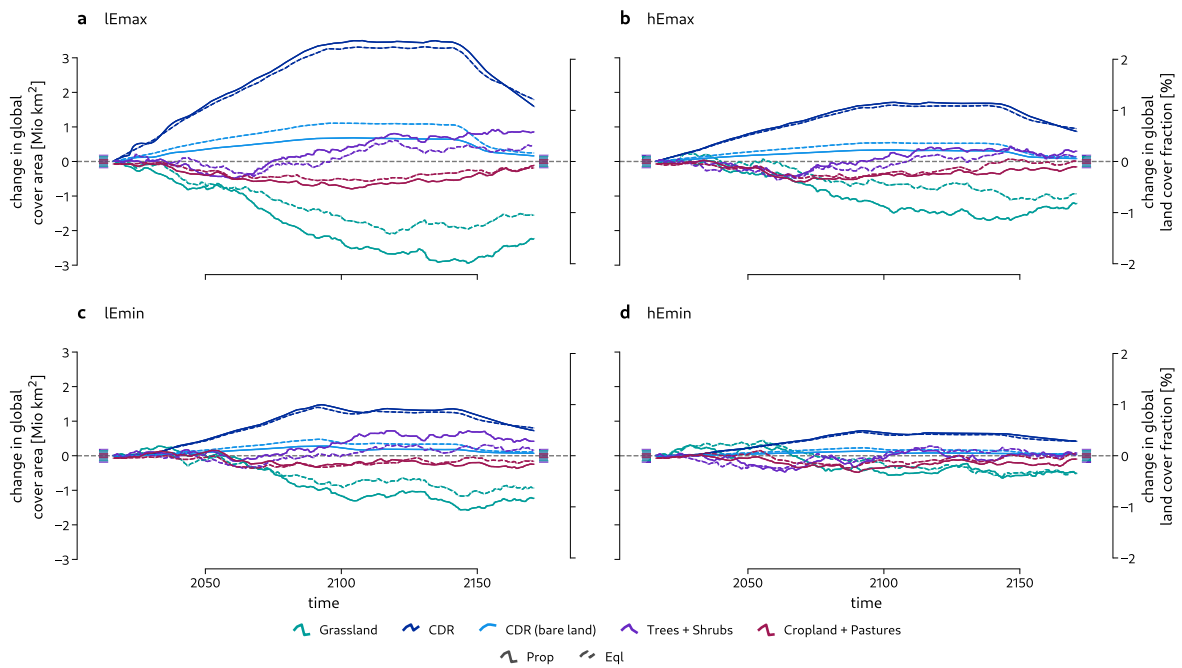 a lEmax
b hEmax
change in global
cover area [Mio km²]
3
2
1
0
−1
−2
−3
2
1
0
−1
−2
change in global
land cover fraction [%]
c lEmin
d hEmin
change in global
cover area [Mio km²]
3
2
1
0
−1
−2
−3
2
1
0
−1
−2
change in global
land cover fraction [%]
2050 2100 2150
2050 2100 2150
time
time
Grassland CDR CDR (bare land) Trees + Shrubs Cropland + Pastures
Prop Eql